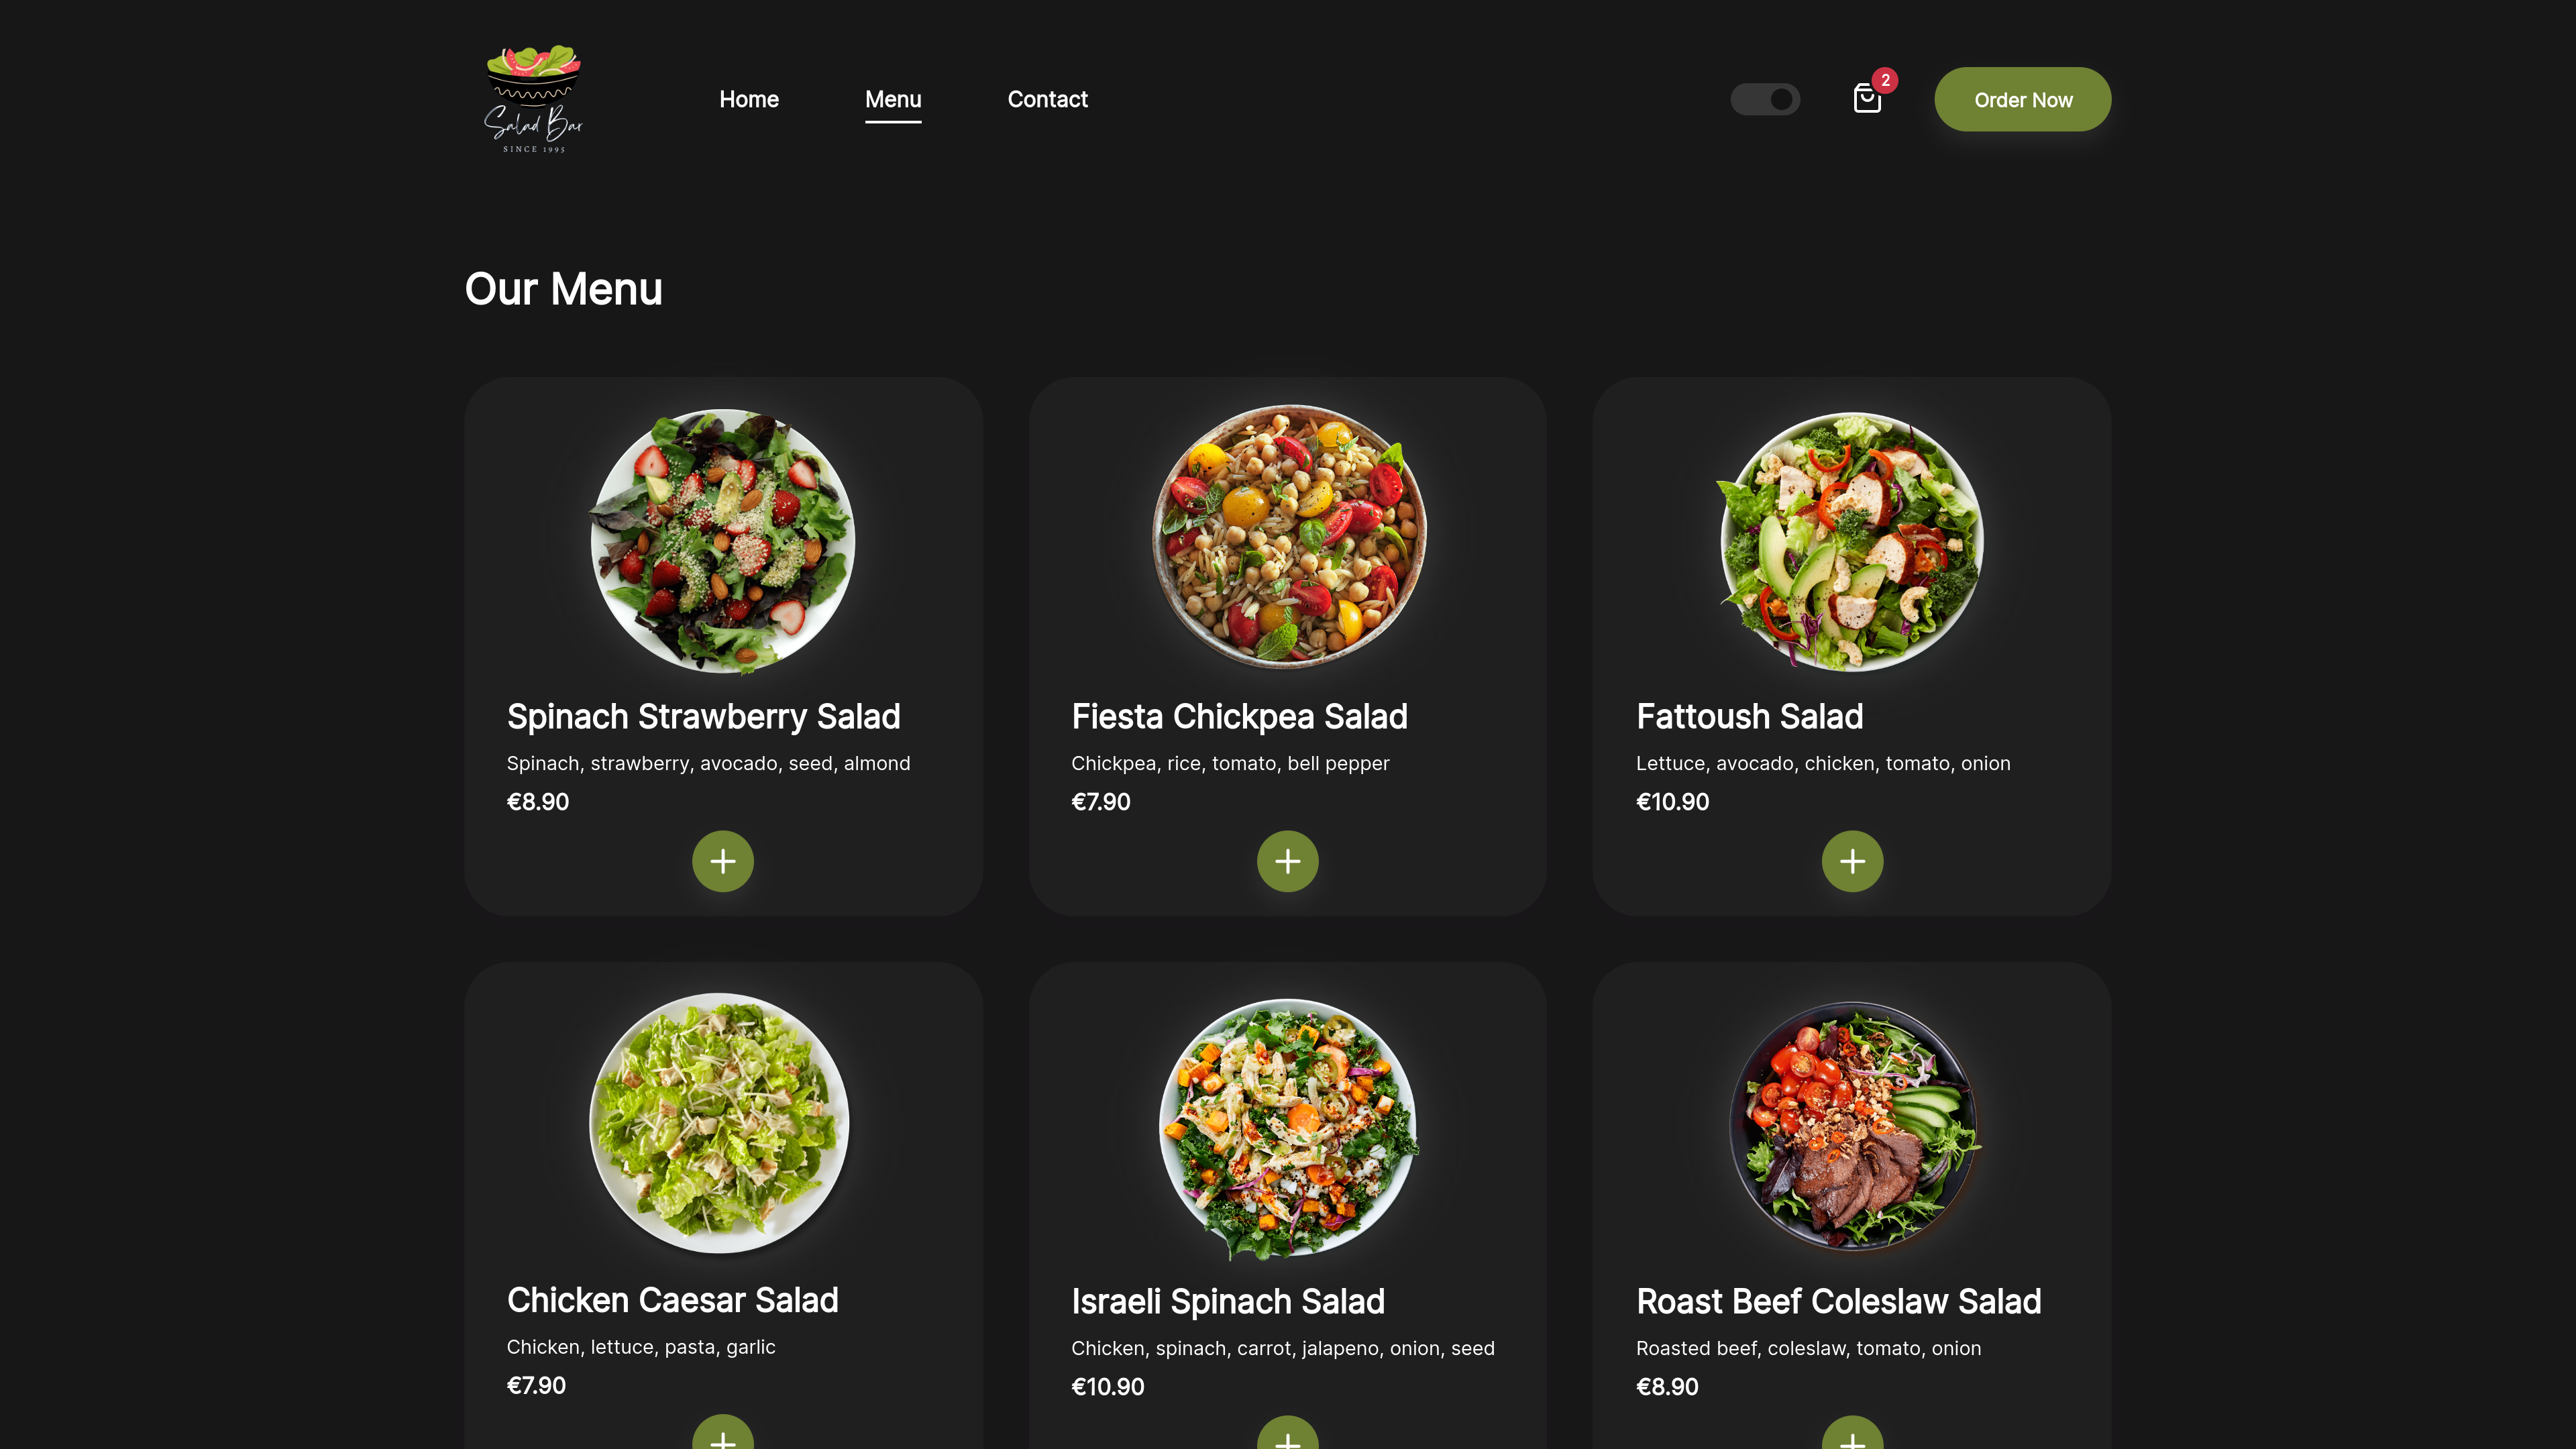 Salad Bar
SINCE 1995
Home
Menu
Contact
2
Order Now
Our Menu
Spinach Strawberry Salad
Spinach, strawberry, avocado, seed, almond
€8.90
Fiesta Chickpea Salad
Chickpea, rice, tomato, bell pepper
€7.90
Fattoush Salad
Lettuce, avocado, chicken, tomato, onion
€10.90
Chicken Caesar Salad
Chicken, lettuce, pasta, garlic
€7.90
Israeli Spinach Salad
Chicken, spinach, carrot, jalapeno, onion, seed
€10.90
Roast Beef Coleslaw Salad
Roasted beef, coleslaw, tomato, onion
€8.90